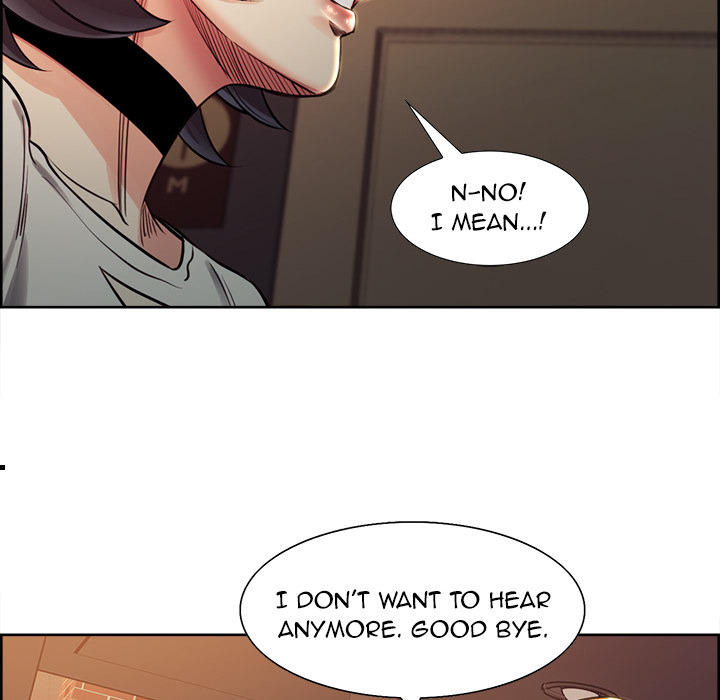 M
N-NO!
I MEAN...!
I DON'T WANT TO HEAR
ANYMORE. GOOD BYE.